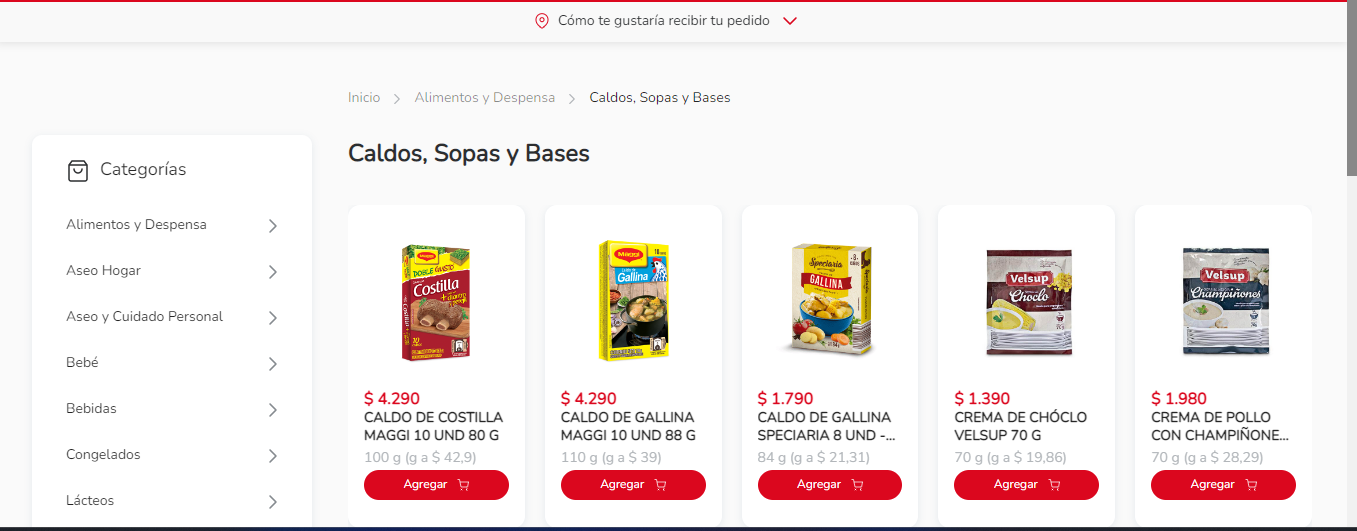 Cómo te gustaría recibir tu pedido
Inicio > Alimentos y Despensa > Caldos, Sopas y Bases
Categorías
Alimentos y Despensa
Aseo Hogar
Aseo y Cuidado Personal
Bebé
Bebidas
Congelados
Lácteos
Caldos, Sopas y Bases
MAGGI
DOBLE GUSTO
Costilla
10
$ 4.290
CALDO DE COSTILLA
MAGGI 10 UND 80 G
100 g (g a $ 42,9)
Agregar
MAGGI
Gallina
$ 4.290
CALDO DE GALLINA
MAGGI 10 UND 88 G
110 g (g a $ 39)
Agregar
Speciaria
GALLINA
$ 1.790
CALDO DE GALLINA
SPECIARIA 8 UND -...
84 g (g a $ 21,31)
Agregar
Velsup
Choclo
$ 1.390
CREMA DE CHÓCLO
VELSUP 70 G
70 g (g a $ 19,86)
Agregar
Velsup
Champiñones
$ 1.980
CREMA DE POLLO
CON CHAMPIÑONE...
70 g (g a $ 28,29)
Agregar